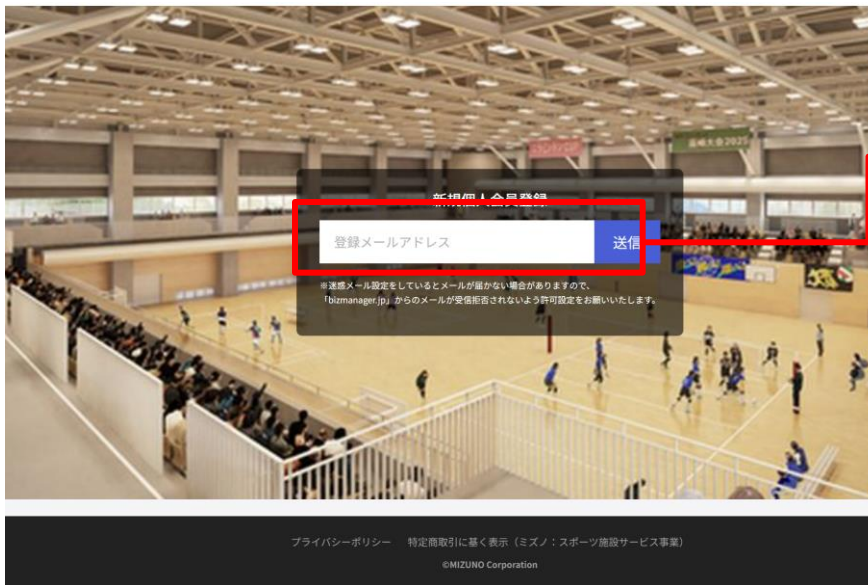 新規個人会員登録
登録メールアドレス
送信
※迷惑メール設定をしているとメールが届かない場合がありますので、
「bizmanager.jp」からのメールが受信拒否されないよう許可設定をお願いいたします。
プライバシーポリシー 特定商取引に基く表示（ミズノ：スポーツ施設サービス事業）
©MIZUNO Corporation